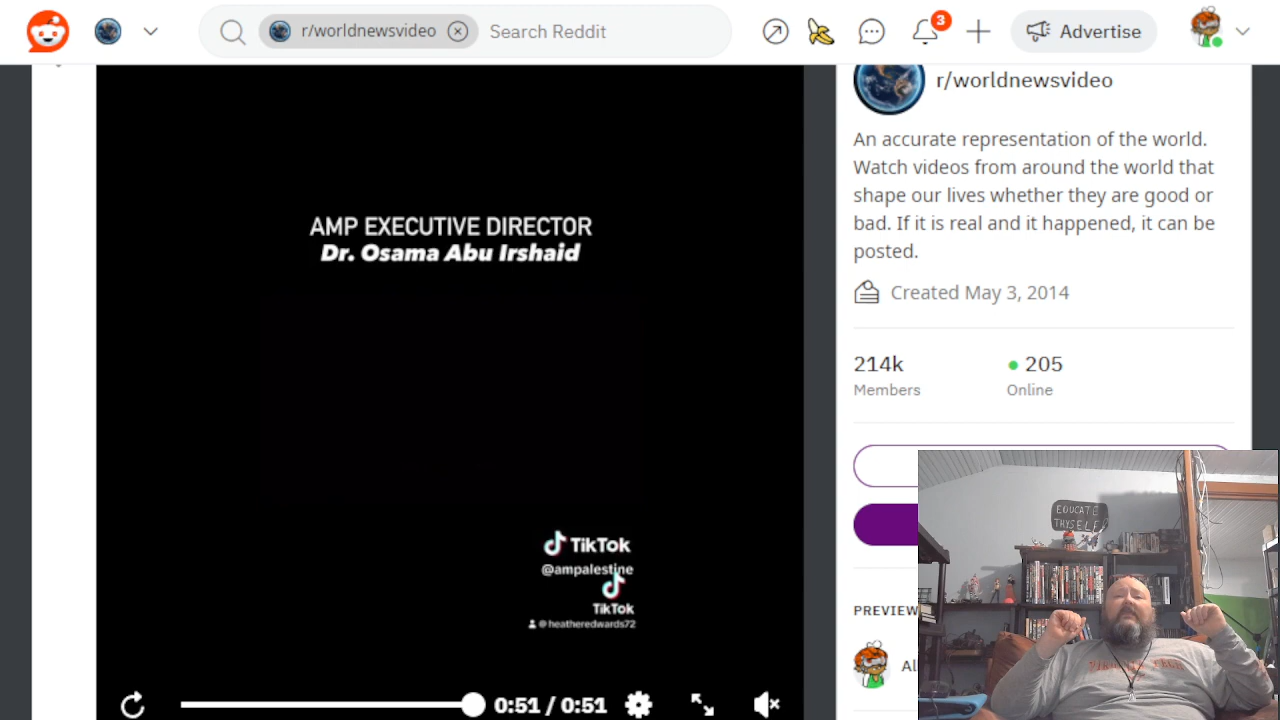 r/worldnewsvideo
Search Reddit
3
Advertise
AMP EXECUTIVE DIRECTOR
Dr. Osama Abu Irshaid
TikTok
@ampalestine
TikTok
@heatheredwards72
0:51 / 0:51
r/worldnewsvideo
An accurate representation of the world.
Watch videos from around the world that
shape our lives whether they are good or
bad. If it is real and it happened, it can be
posted.
Created May 3, 2014
214k
205
Members
Online
PREVIEW
Al
EDUCATE
THYSELF